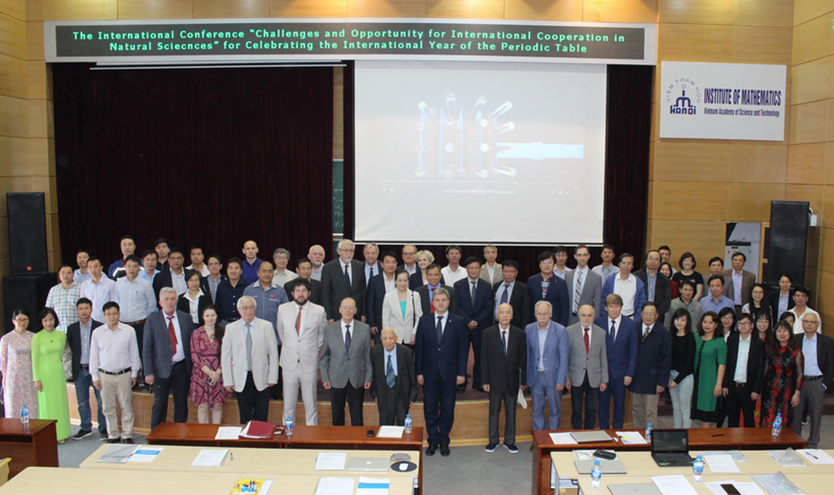 The International Conference "Challenges and Opportunity for International Cooperation in
Natural Sciecnces" for Celebrating the International Year of the Periodic Table
VIEN TOAN HOC
HANOI
INSTITUTE OF MATHEMATICS
Vietnam Academy of Science and Technology